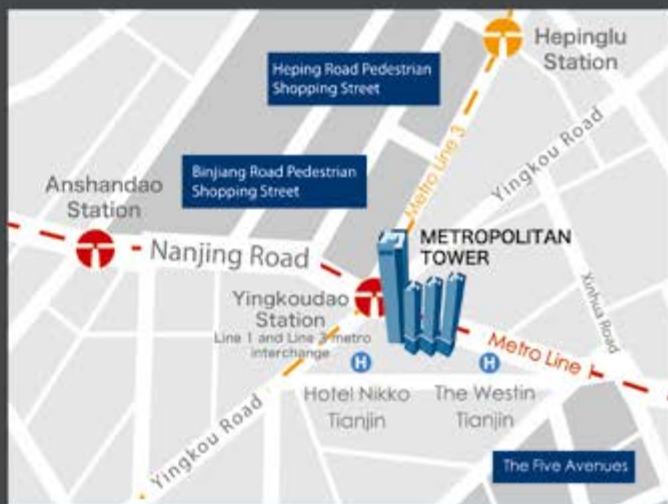 Hepinglu
Station
Heping Road Pedestrian
Shopping Street
Yingkou Road
Metro Line 3
Binjiang Road Pedestrian
Shopping Street
Anshandao
Station
METROPOLITAN
TOWER
Nanjing Road
Xinhua Road
Yingkoudao
Station
Line 1 and Line 3 metro
interchange
Metro Line 1
H
H
Hotel Nikko
Tianjin
The Westin
Tianjin
Yingkou Road
The Five Avenues